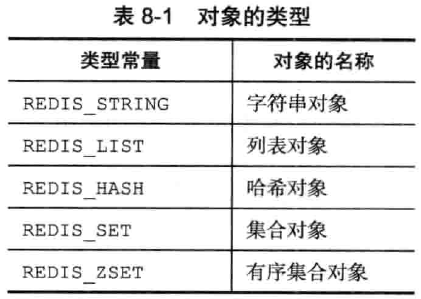 表 8-1 对象的类型
类型常量 对象的名称
REDIS_STRING 字符串对象
REDIS_LIST 列表对象
REDIS_HASH 哈希对象
REDIS_SET 集合对象
REDIS_ZSET 有序集合对象